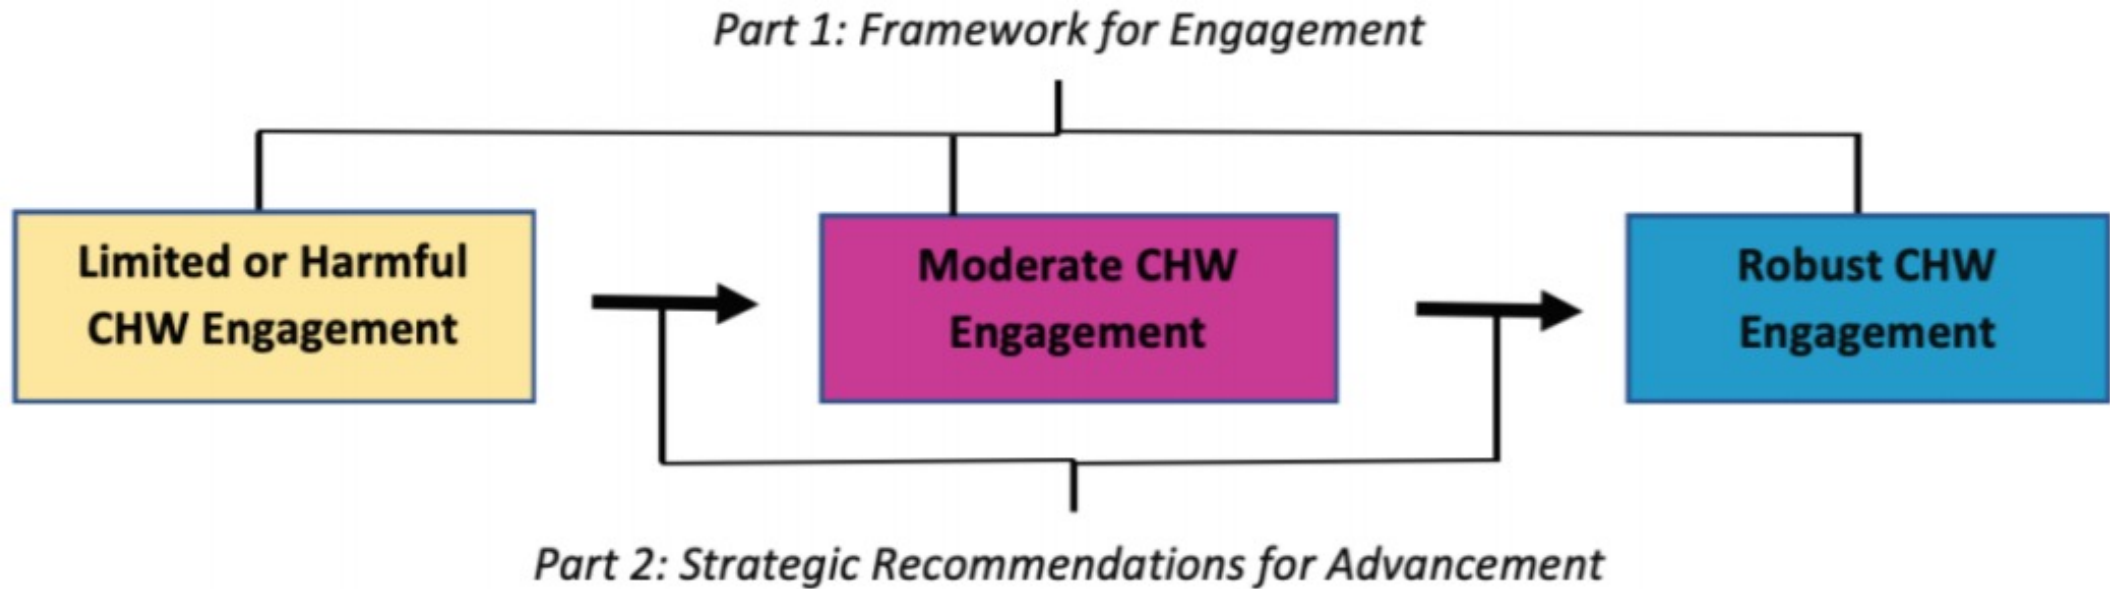 Part 1: Framework for Engagement
Limited or Harmful
CHW Engagement
Moderate CHW
Engagement
Robust CHW
Engagement
Part 2: Strategic Recommendations for Advancement